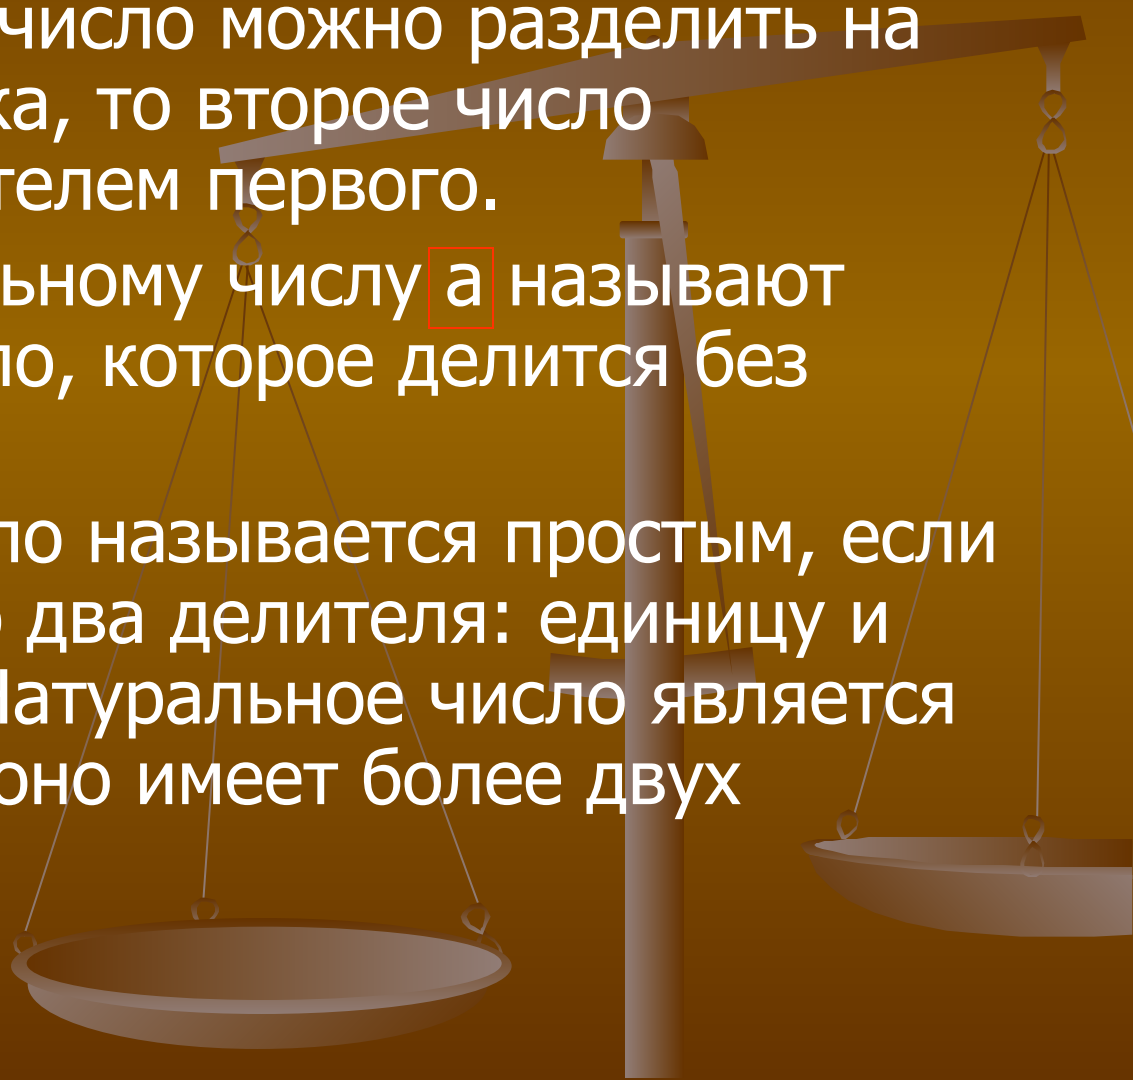 число можно разделить на
ка, то второе число
телем первого.
ьному числу а называют
ло, которое делится без
ло называется простым, если
два делителя: единицу и
Натуральное число является
оно имеет более двух